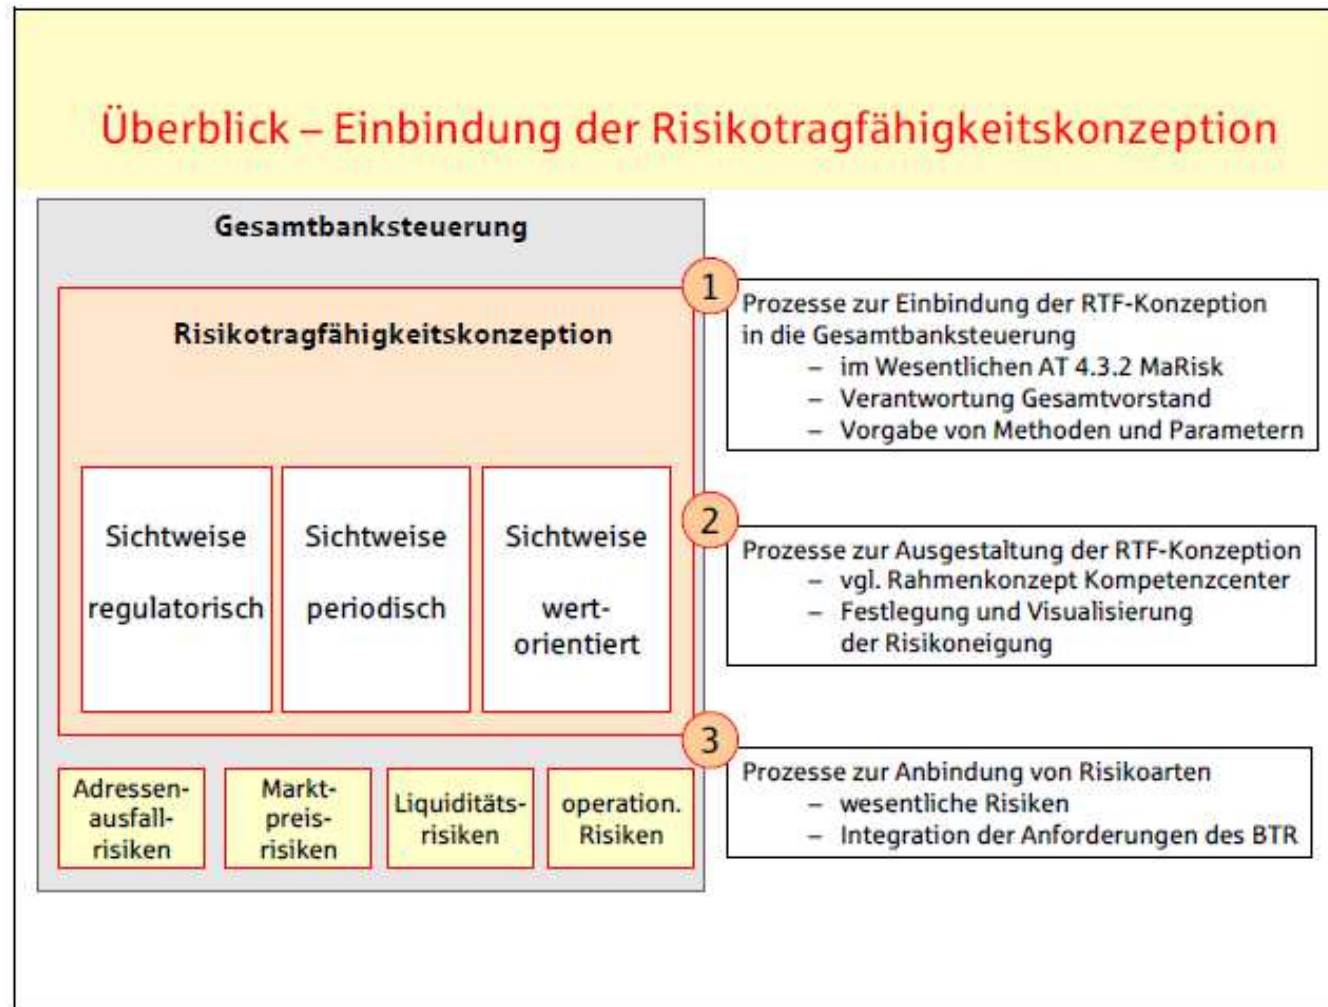 Überblick – Einbindung der Risikotragfähigkeitskonzeption
Gesamtbanksteuerung
Risikotragfähigkeitskonzeption
Sichtweise
regulatorisch
Sichtweise
periodisch
Sichtweise
wert-
orientiert
Adressen-
ausfall-
risiken
Markt-
preis-
risiken
Liquiditäts-
risiken
operation.
Risiken
1
Prozesse zur Einbindung der RTF-Konzeption
in die Gesamtbanksteuerung
– im Wesentlichen AT 4.3.2 MaRisk
– Verantwortung Gesamtvorstand
– Vorgabe von Methoden und Parametern
2
Prozesse zur Ausgestaltung der RTF-Konzeption
– vgl. Rahmenkonzept Kompetenzcenter
– Festlegung und Visualisierung
der Risikoneigung
3
Prozesse zur Anbindung von Risikoarten
– wesentliche Risiken
– Integration der Anforderungen des BTR